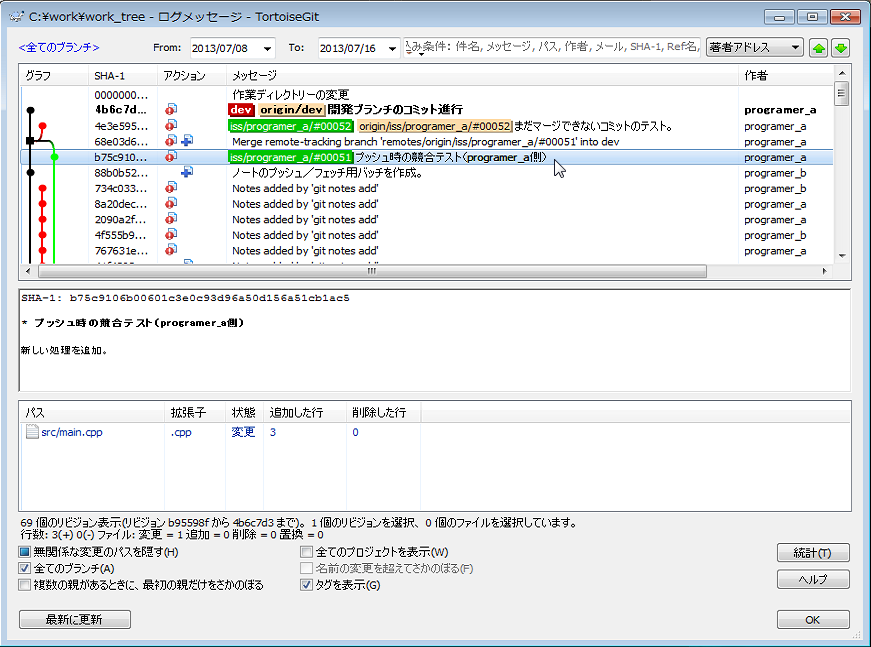 C:¥work¥work_tree - ログメッセージ - TortoiseGit
<全てのブランチ> From: 2013/07/08 To: 2013/07/16 込み条件: 件名, メッセージ, パス, 作者, メール, SHA-1, Ref名, 著者アドレス
グラフ SHA-1 アクション メッセージ 作者
0000000... 作業ディレクトリーの変更
4b6c7d... dev origin/dev 開発ブランチのコミット進行 programer_a
4e3e595... iss/programer_a/#00052 origin/iss/programer_a/#00052 まだマージできないコミットのテスト。 programer_a
68e03d6... Merge remote-tracking branch 'remotes/origin/iss/programer_a/#00051' into dev programer_a
b75c910... iss/programer_a/#00051 プッシュ時の競合テスト(programer_a側) programer_a
88b0b52... ノートのプッシュ／フェッチ用バッチを作成。 programer_b
734c033... Notes added by 'git notes add' programer_b
8a20dec... Notes added by 'git notes add' programer_a
2090a2f... Notes added by 'git notes add' programer_a
4f555b9... Notes added by 'git notes add' programer_b
767631e... Notes added by 'git notes add' programer_a
SHA-1: b75c9106b00601c3e0c93d96a50d156a51cb1ac5
* プッシュ時の競合テスト(programer_a側)
新しい処理を追加。
パス 拡張子 状態 追加した行 削除した行
src/main.cpp .cpp 変更 3 0
69 個のリビジョン表示(リビジョン b95598f から 4b6c7d3 まで)。1 個のリビジョンを選択、0 個のファイルを選択しています。
行数: 3(+) 0(-) ファイル: 変更 = 1 追加 = 0 削除 = 0 置換 = 0
無関係な変更のパスを隠す(H) 全てのプロジェクトを表示(W) 統計(T)
全てのブランチ(A) 名前の変更を超えてさかのぼる(F) ヘルプ
複数の親があるときに、最初の親だけをさかのぼる タグを表示(G)
最新に更新 OK